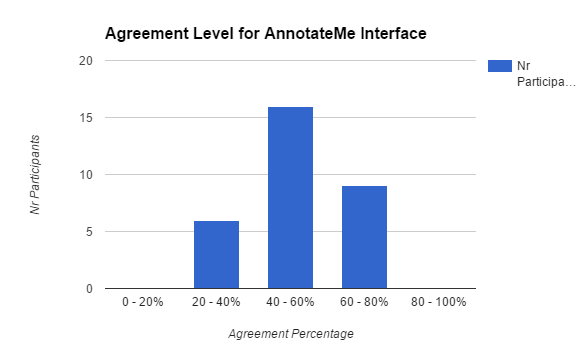 Agreement Level for AnnotateMe Interface
20
15
10
5
0
Nr Participants
0 - 20%
20 - 40%
40 - 60%
60 - 80%
80 - 100%
Agreement Percentage
Nr
Participa…